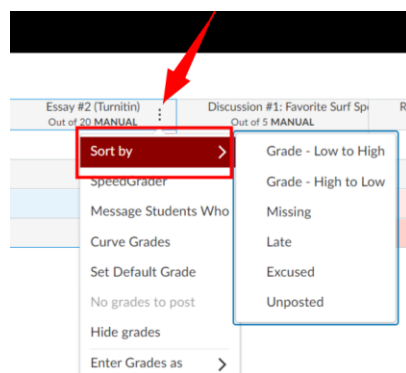 Essay #2 (Turnitin)
Out of 20 MANUAL
Discussion #1: Favorite Surf Sp
Out of 5 MANUAL
R
Sort by
SpeedGrader
Message Students Who
Curve Grades
Set Default Grade
No grades to post
Hide grades
Enter Grades as
Grade - Low to High
Grade - High to Low
Missing
Late
Excused
Unposted